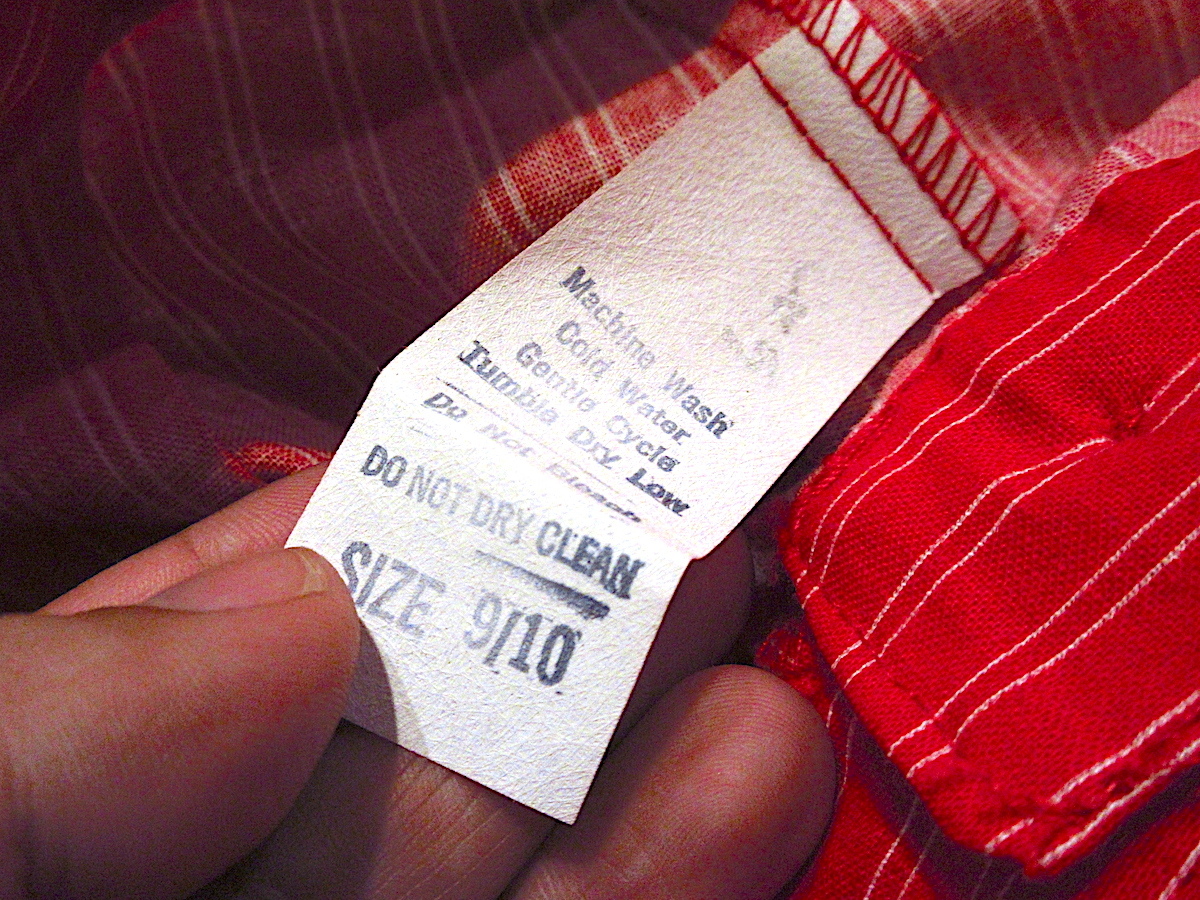 Machine Wash
Cold Water
Gentle Cycle
Tumble Dry Low
Do Not Bleach
DO NOT DRY CLEAN
SIZE 9/10